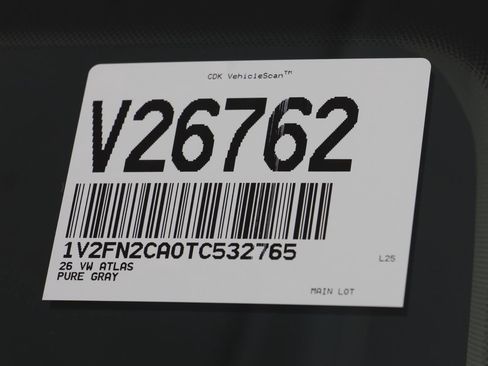 CDK VehicleScan™
V26762
1V2FN2CA0TC532765
26 VW ATLAS
PURE GRAY
L25
MAIN LOT